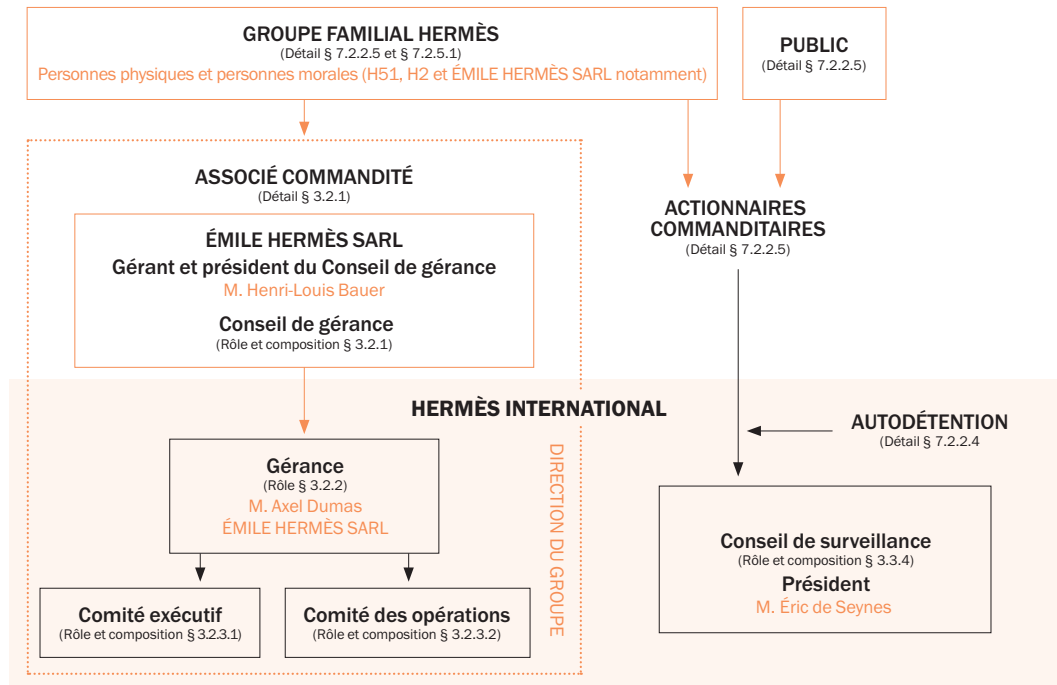 GROUPE FAMILIAL HERMÈS
(Détail § 7.2.2.5 et § 7.2.5.1)
Personnes physiques et personnes morales (H51, H2 et ÉMILE HERMÈS SARL notamment)
PUBLIC
(Détail § 7.2.2.5)
ASSOCIÉ COMMANDITÉ
(Détail § 3.2.1)
ÉMILE HERMÈS SARL
Gérant et président du Conseil de gérance
M. Henri-Louis Bauer
Conseil de gérance
(Rôle et composition § 3.2.1)
ACTIONNAIRES
COMMANDITAIRES
(Détail § 7.2.2.5)
HERMÈS INTERNATIONAL
AUTODÉTENTION
(Détail § 7.2.2.4
Gérance
(Rôle § 3.2.2)
M. Axel Dumas
ÉMILE HERMÈS SARL
DIRECTION DU GROUPE
Comité exécutif
(Rôle et composition § 3.2.3.1)
Comité des opérations
(Rôle et composition § 3.2.3.2)
Conseil de surveillance
(Rôle et composition § 3.3.4)
Président
M. Éric de Seynes